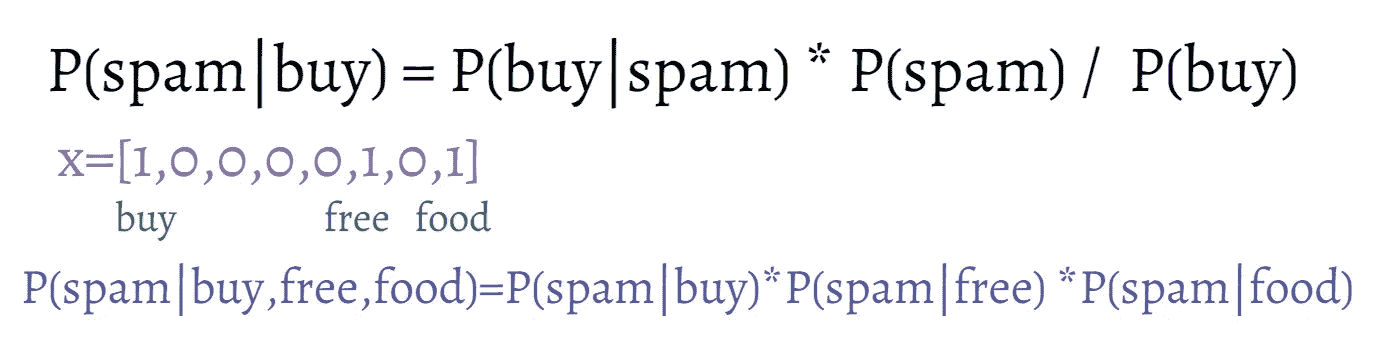 P(spam|buy) = P(buy|spam) * P(spam) / P(buy)
x=[1,0,0,0,0,1,0,1]
buy free food
P(spam|buy,free,food)=P(spam|buy)*P(spam|free) *P(spam|food)